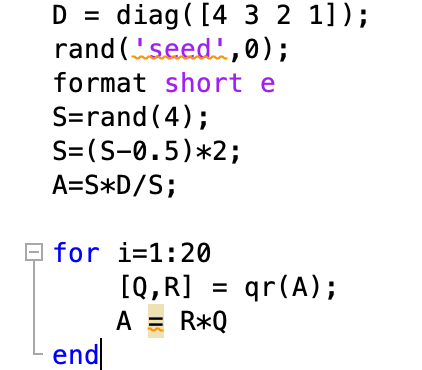 D = diag([4 3 2 1]);
rand('seed',0);
format short e
S=rand(4);
S=(S-0.5)*2;
A=S*D/S;
for i=1:20
[Q,R] = qr(A);
A = R*Q
end